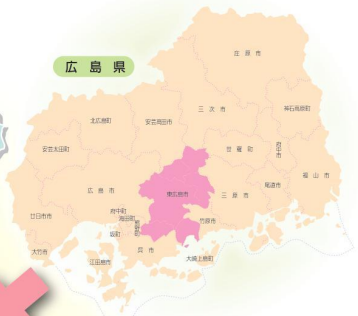 広島県
庄原市
三次市
神石高原町
北広島町
安芸高田市
安芸太田町
世羅町
府中市
福山市
広島市
東広島市
三原市
尾道市
廿日市市
府中町
海田町
熊野町
竹原市
坂町
大竹市
江田島市
呉市
大崎上島町